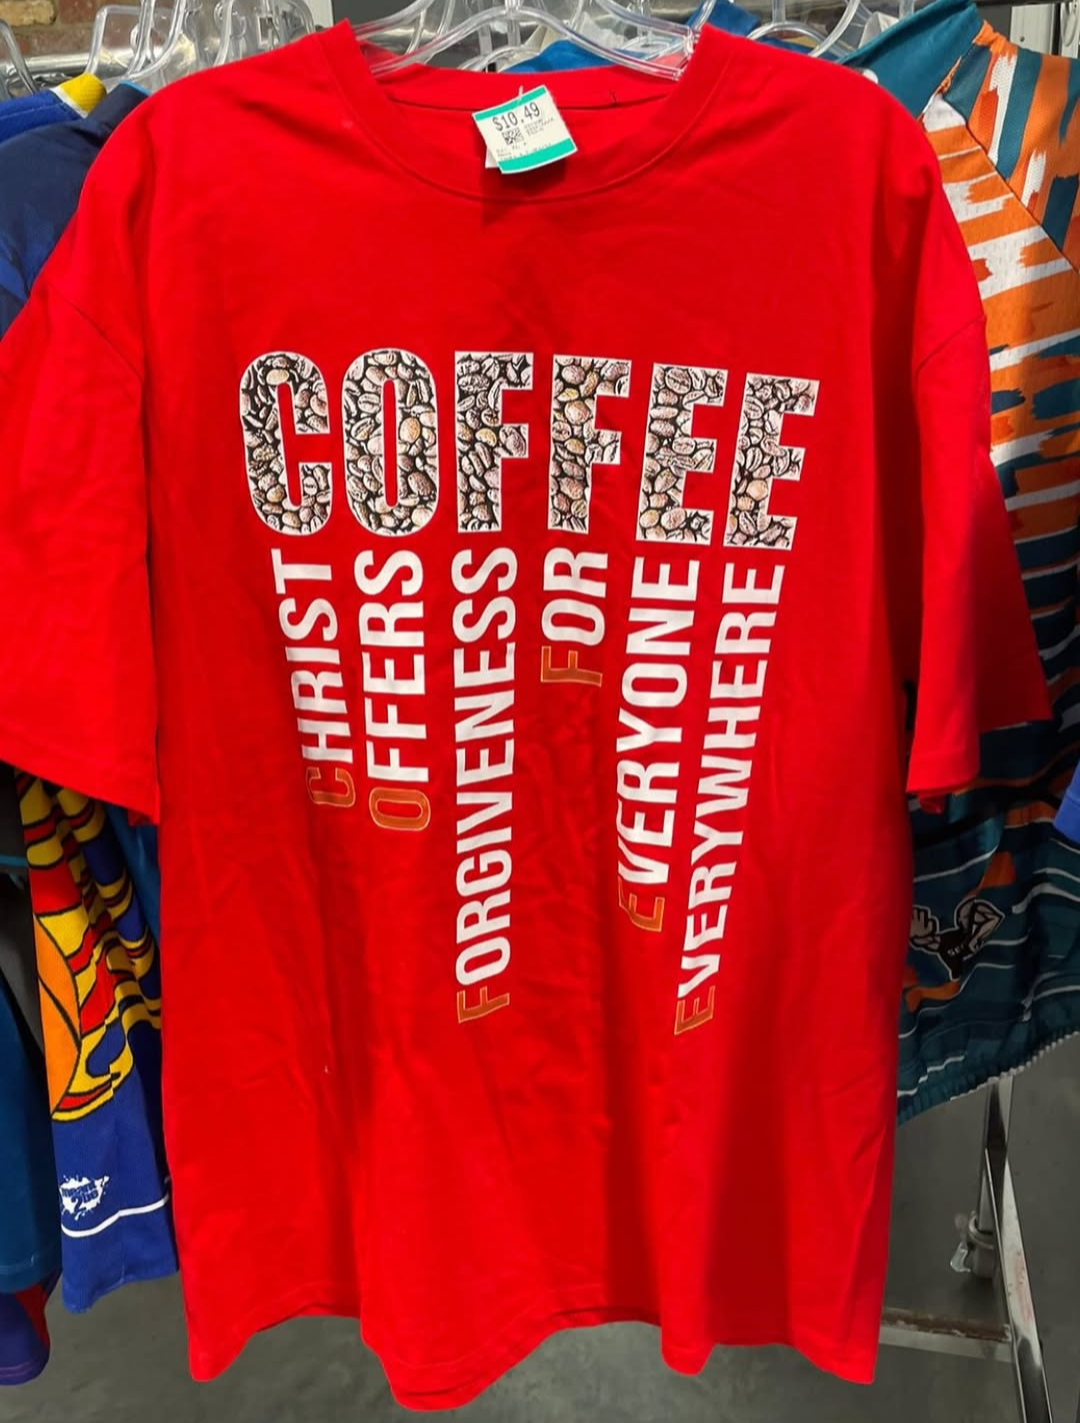 $10.49
COFFEE
CHRIST
OFFERS
FORGIVENESS
FOR
EVERYONE
EVERYWHERE